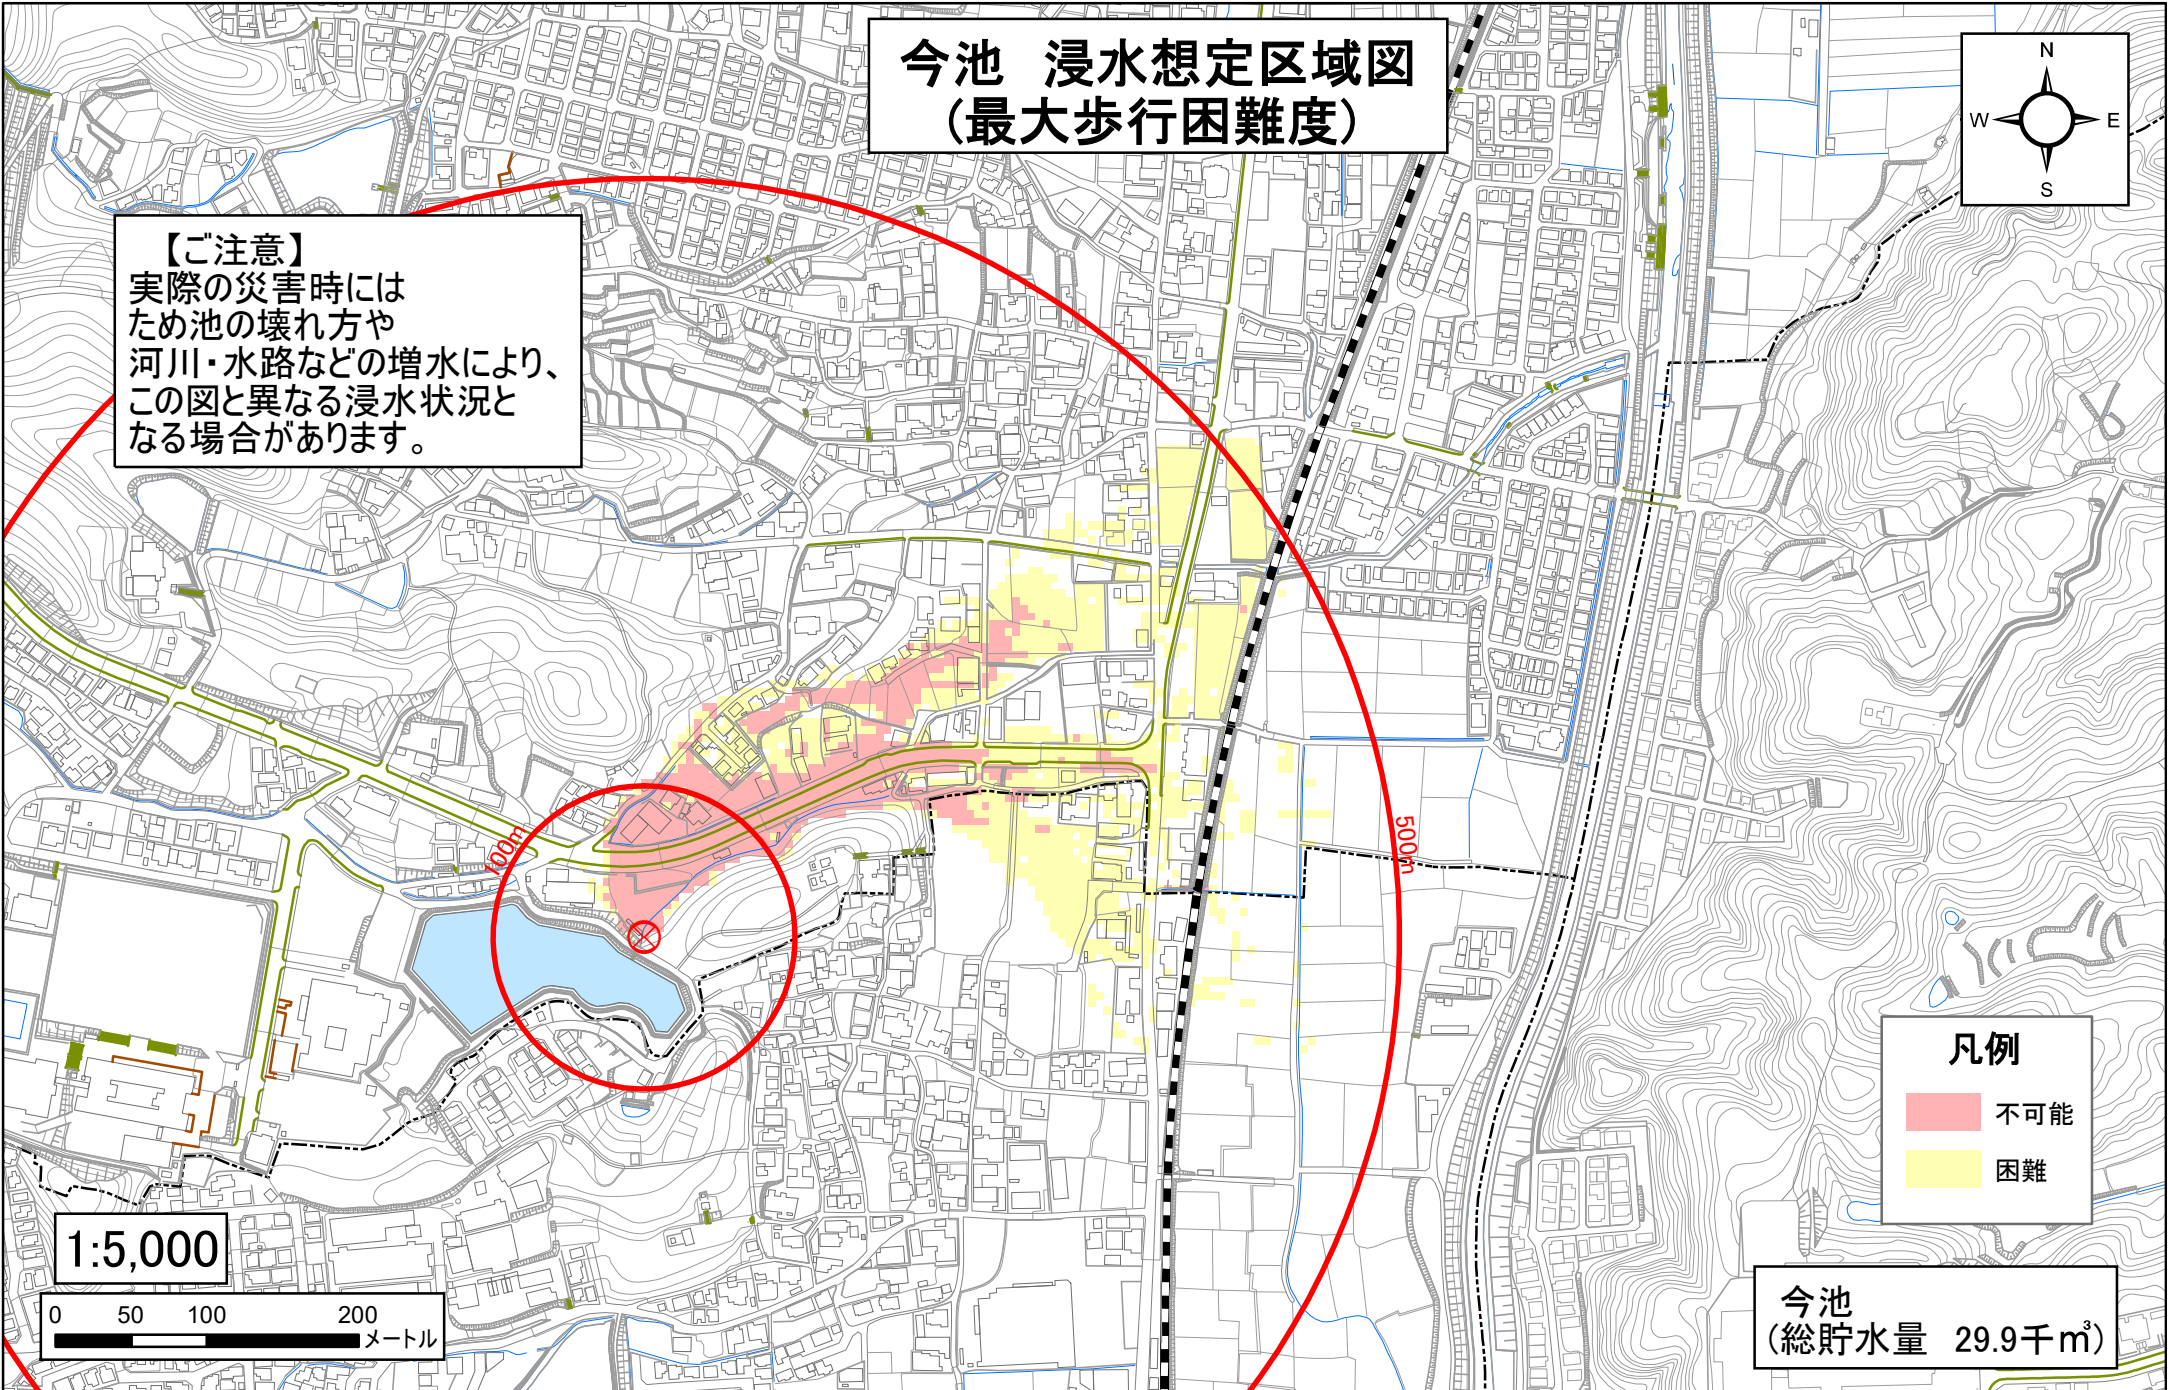 今池　浸水想定区域図
(最大歩行困難度)
N
W
E
S
【ご注意】
実際の災害時には
ため池の壊れ方や
河川・水路などの増水により、
この図と異なる浸水状況と
なる場合があります。
100m
500m
凡例
不可能
困難
1:5,000
0 50 100 200
メートル
今池
(総貯水量　29.9千㎥)